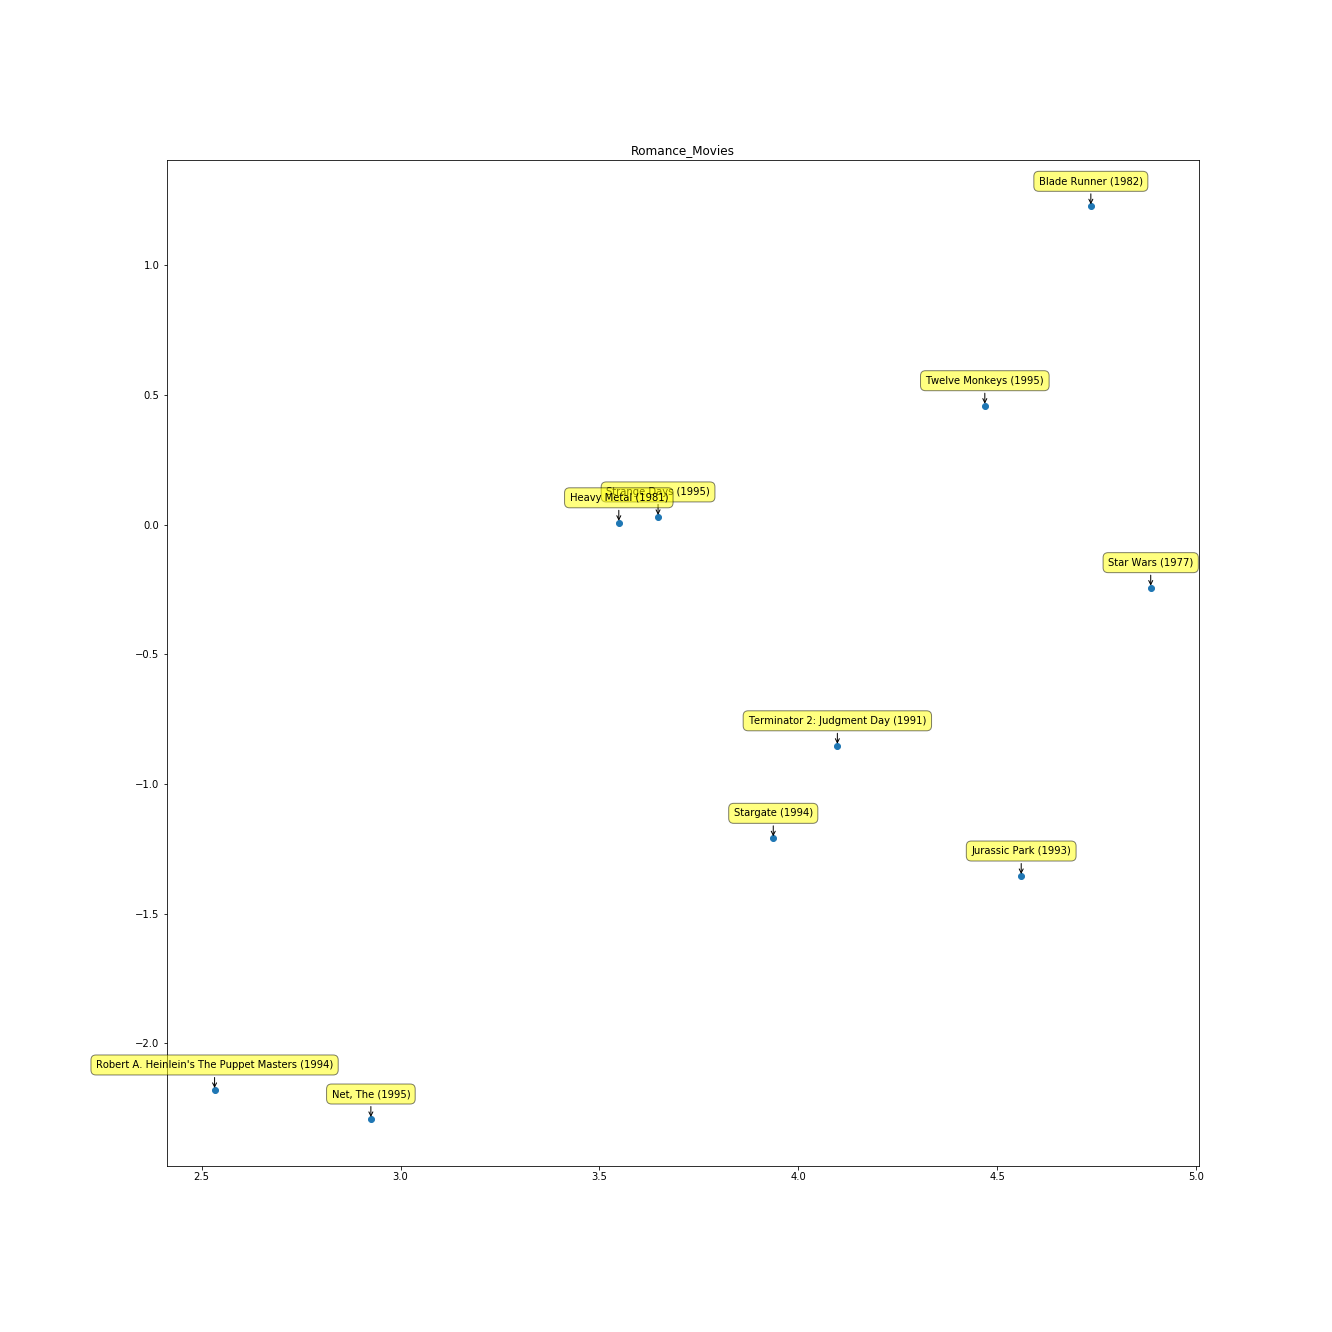 Romance_Movies
Blade Runner (1982)
1.0
Twelve Monkeys (1995)
0.5
Strange Days (1995)
Heavy Metal (1981)
0.0
Star Wars (1977)
−0.5
Terminator 2: Judgment Day (1991)
−1.0
Stargate (1994)
Jurassic Park (1993)
−1.5
−2.0
Robert A. Heinlein's The Puppet Masters (1994)
Net, The (1995)
2.5 3.0 3.5 4.0 4.5 5.0